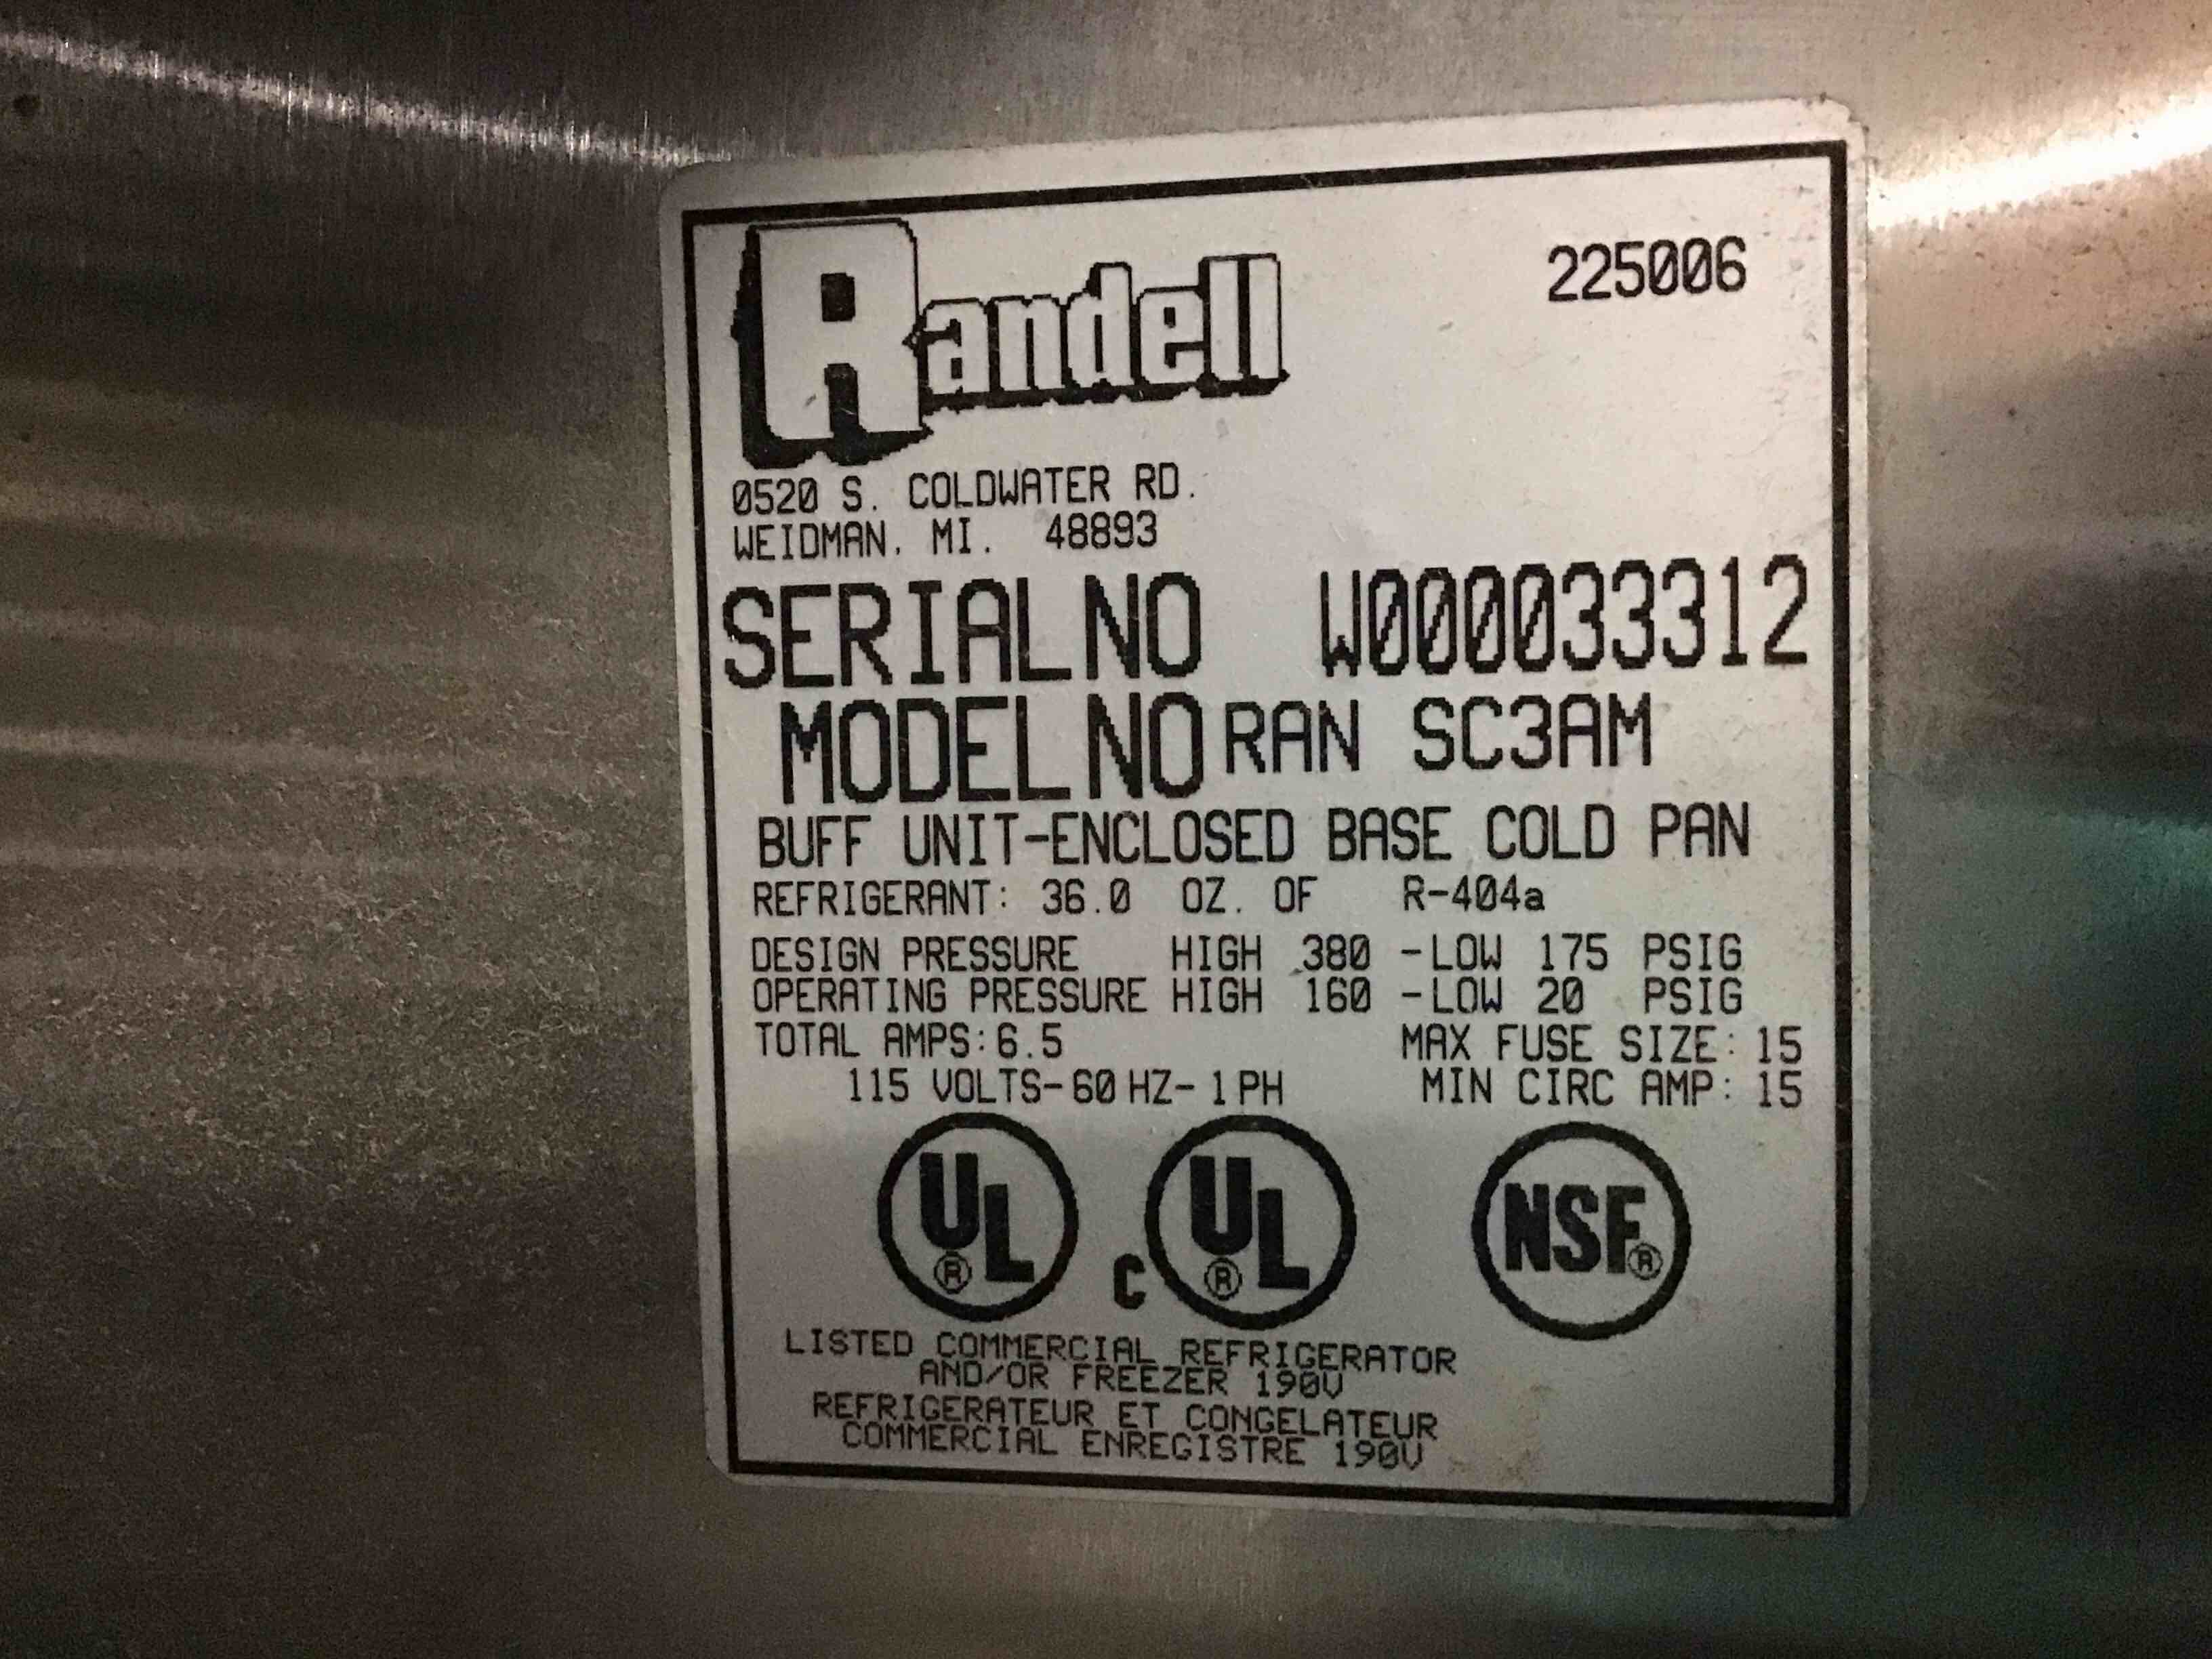 Randell
225006
0520 S. COLDWATER RD.
WEIDMAN, MI. 48893
SERIAL NO W000033312
MODEL NO RAN SC3AM
BUFF UNIT-ENCLOSED BASE COLD PAN
REFRIGERANT: 36.0 OZ. OF R-404a
DESIGN PRESSURE HIGH 380 -LOW 175 PSIG
OPERATING PRESSURE HIGH 160 -LOW 20 PSIG
TOTAL AMPS:6.5 MAX FUSE SIZE: 15
115 VOLTS-60 HZ-1PH MIN CIRC AMP: 15
UL® C UL® NSF®
LISTED COMMERCIAL REFRIGERATOR
AND/OR FREEZER 190V
REFRIGERATEUR ET CONGELATEUR
COMMERCIAL ENREGISTRE 190V